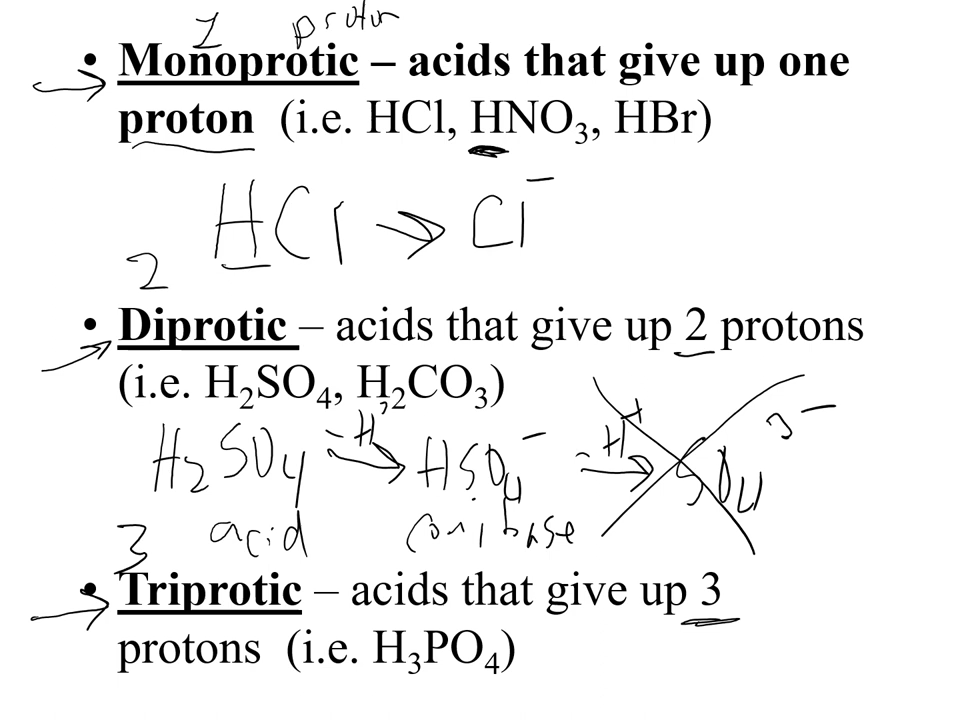 1 proton
• Monoprotic – acids that give up one
proton (i.e. HCl, HNO₃, HBr)
HCl → Cl⁻
2
• Diprotic – acids that give up 2 protons
(i.e. H₂SO₄, H₂CO₃)
H₂SO₄ -H → HSO₄⁻ -H⁺ → SO₄
acid conj base
3
• Triprotic – acids that give up 3
protons (i.e. H₃PO₄)